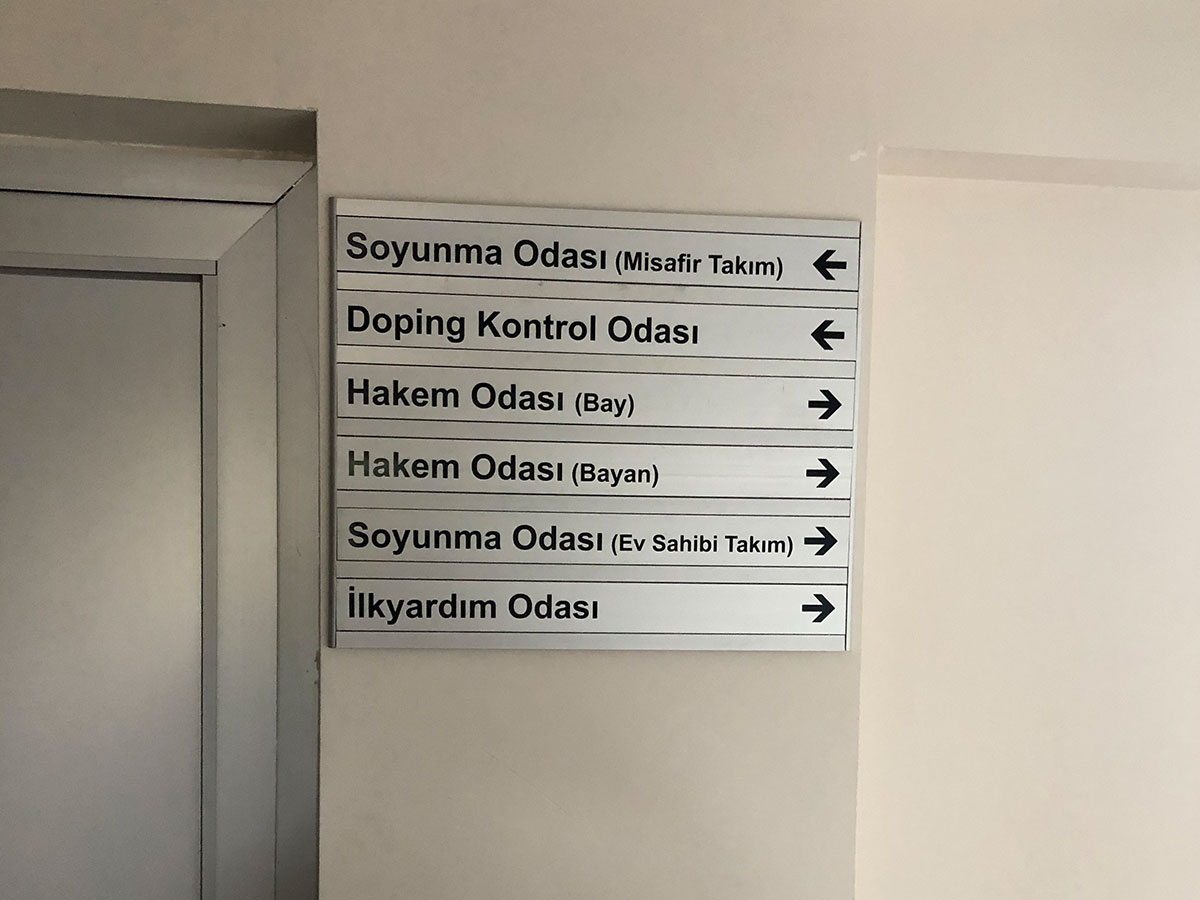 Soyunma Odası (Misafir Takım) ←
Doping Kontrol Odası ←
Hakem Odası (Bay) →
Hakem Odası (Bayan) →
Soyunma Odası (Ev Sahibi Takım) →
İlkyardım Odası →